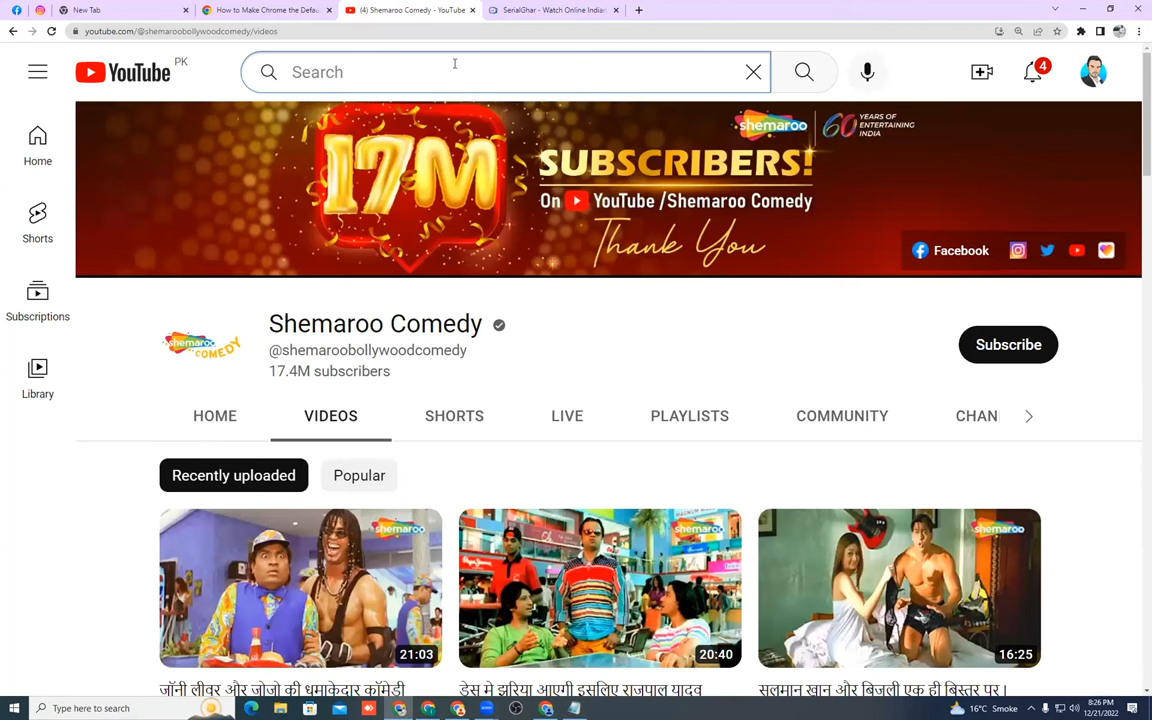 New Tab
How to Make Chrome the Defau
(4) Shemaroo Comedy - YouTube
SerialGhar - Watch Online Indian
youtube.com/@shemaroobollywoodcomedy/videos
YouTube PK
Search
4
Home
Shorts
Subscriptions
Library
17M
SUBSCRIBERS!
On YouTube /Shemaroo Comedy
Thank You
shemaroo
60 YEARS OF
ENTERTAINING
INDIA
Facebook
shemaroo
COMEDY
Shemaroo Comedy
@shemaroobollywoodcomedy
17.4M subscribers
Subscribe
HOME VIDEOS SHORTS LIVE PLAYLISTS COMMUNITY CHAN
Recently uploaded Popular
shemaroo
shemaroo
shemaroo
21:03
20:40
16:25
जॉनी लीवर और जोजो की धमाकेदार कॉमेडी
ड्रेस मे झरिया आएगी इसलिए राजपाल यादव
सलमान खान और बिजली एक ही बिस्तर पर |
Type here to search
16°C Smoke
8:26 PM
12/21/2022